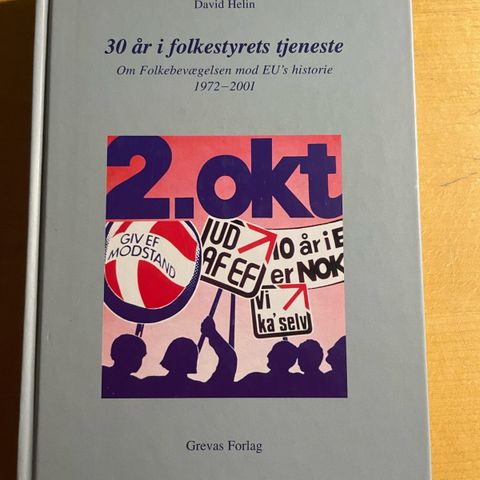 David Helin
30 år i folkestyrets tjeneste
Om Folkebevægelsen mod EU's historie
1972–2001
2.okt
GIV EF
MODSTAND
UD
AF EF
10 år i E
er NOK
Vi
ka' selv
Grevas Forlag